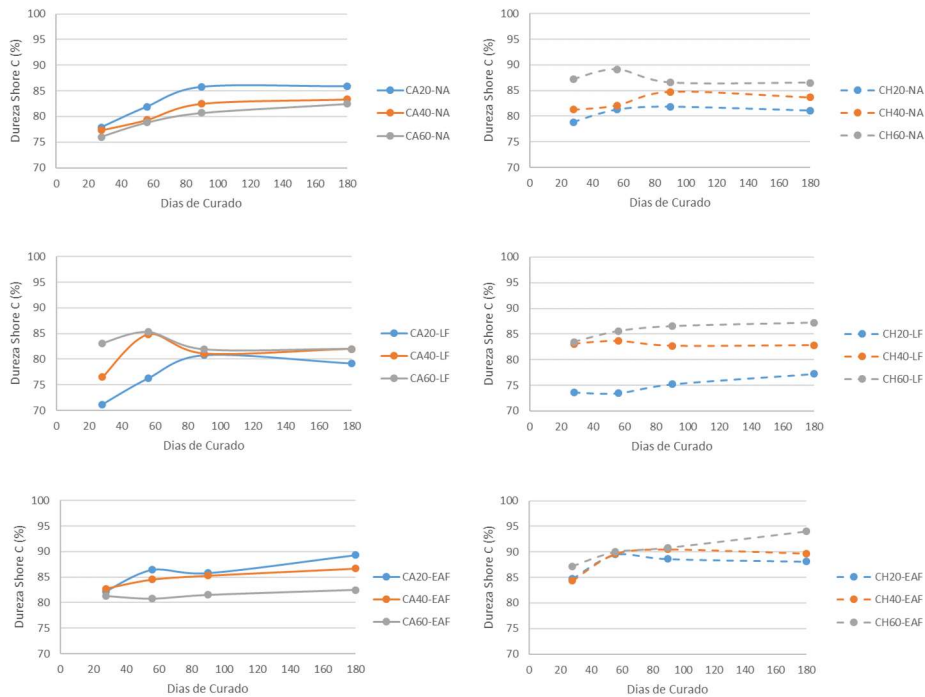 Dureza Shore C (%)
100
95
90
85
80
75
70
0 20 40 60 80 100 120 140 160 180
Dias de Curado
CA20-NA
CA40-NA
CA60-NA
Dureza Shore C (%)
100
95
90
85
80
75
70
0 20 40 60 80 100 120 140 160 180
Dias de Curado
CH20-NA
CH40-NA
CH60-NA
Dureza Shore C (%)
100
95
90
85
80
75
70
0 20 40 60 80 100 120 140 160 180
Dias de Curado
CA20-LF
CA40-LF
CA60-LF
Dureza Shore C (%)
100
95
90
85
80
75
70
0 20 40 60 80 100 120 140 160 180
Dias de Curado
CH20-LF
CH40-LF
CH60-LF
Dureza Shore C (%)
100
95
90
85
80
75
70
0 20 40 60 80 100 120 140 160 180
Dias de Curado
CA20-EAF
CA40-EAF
CA60-EAF
Dureza Shore C (%)
100
95
90
85
80
75
70
0 20 40 60 80 100 120 140 160 180
Dias de Curado
CH20-EAF
CH40-EAF
CH60-EAF